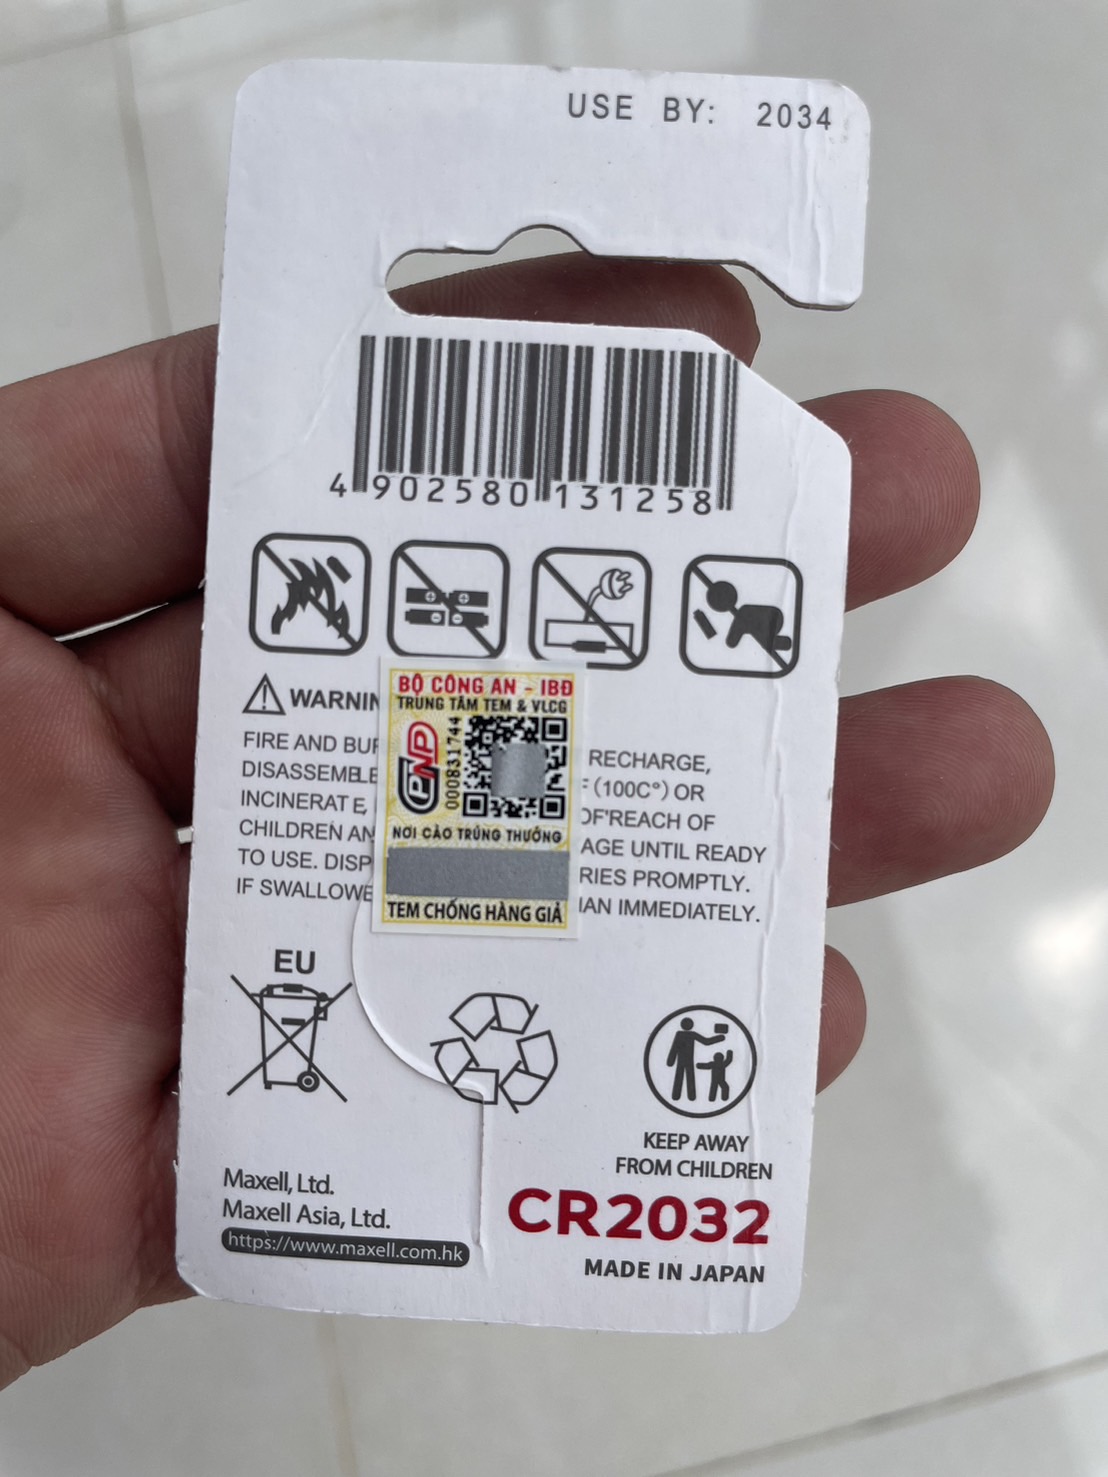 USE BY: 2034
4 902580 131258
WARNIN
FIRE AND BUR RECHARGE,
DISASSEMBLE F (100C°) OR
INCINERATE, OF'REACH OF
CHILDREN AN AGE UNTIL READY
TO USE. DISP RIES PROMPTLY.
IF SWALLOWE IAN IMMEDIATELY.
BỘ CÔNG AN - IBĐ
TRUNG TÂM TEM & VLCG
PNP
000831744
NƠI CÀO TRÚNG THƯỞNG
TEM CHỐNG HÀNG GIẢ
EU
KEEP AWAY
FROM CHILDREN
Maxell, Ltd.
Maxell Asia, Ltd.
https://www.maxell.com.hk
CR2032
MADE IN JAPAN